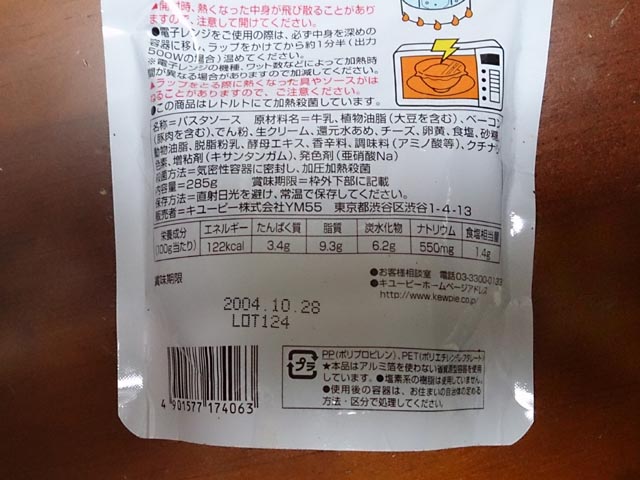 ▲開封時、熱くなった中身が飛び散ることがあり
ますので、注意して開けてください。
●電子レンジをご使用の際は、必ず中身を深めの
容器に移し、ラップをかけてから約1分半(出力
500Wの場合)温めてください。
※電子レンジの機種、ワット数などによって加熱時
間が異なる場合がありますので加減してください。
▲ラップをとる際に熱くなった具やソースがは
ねることがありますので、ご注意ください。
●この商品はレトルトにて加熱殺菌しています。
名称=パスタソース 原材料名=牛乳、植物油脂(大豆を含む)、ベーコン
(豚肉を含む)、でん粉、生クリーム、還元水あめ、チーズ、卵黄、食塩、砂糖
動物油脂、脱脂粉乳、酵母エキス、香辛料、調味料(アミノ酸等)、クチナシ
色素、増粘剤(キサンタンガム)、発色剤(亜硝酸Na)
殺菌方法=気密性容器に密封し、加圧加熱殺菌
内容量=285g 賞味期限=枠外下部に記載
保存方法=直射日光を避け、常温で保存してください。
販売者=キユーピー株式会社YM55 東京都渋谷区渋谷1-4-13
栄養成分 エネルギー たんぱく質 脂質 炭水化物 ナトリウム 食塩相当量
(100g当たり) 122kcal 3.4g 9.3g 6.2g 550mg 1.4g
賞味期限
●お客様相談室 電話03-3300-0
●キユーピーホームページアドレス
http://www.kewpie.co.jp
2004.10.28
LOT124
プラ
PP(ポリプロピレン)、PET(ポリエチレンテレフタレート)
★本品はアルミ箔を使わない省資源型容器を使用
しています。●塩素系の樹脂は使用していません。
●使用後の容器は、お住まいの自治体の定める
方法・区分で処理してください。
4 901577 174063